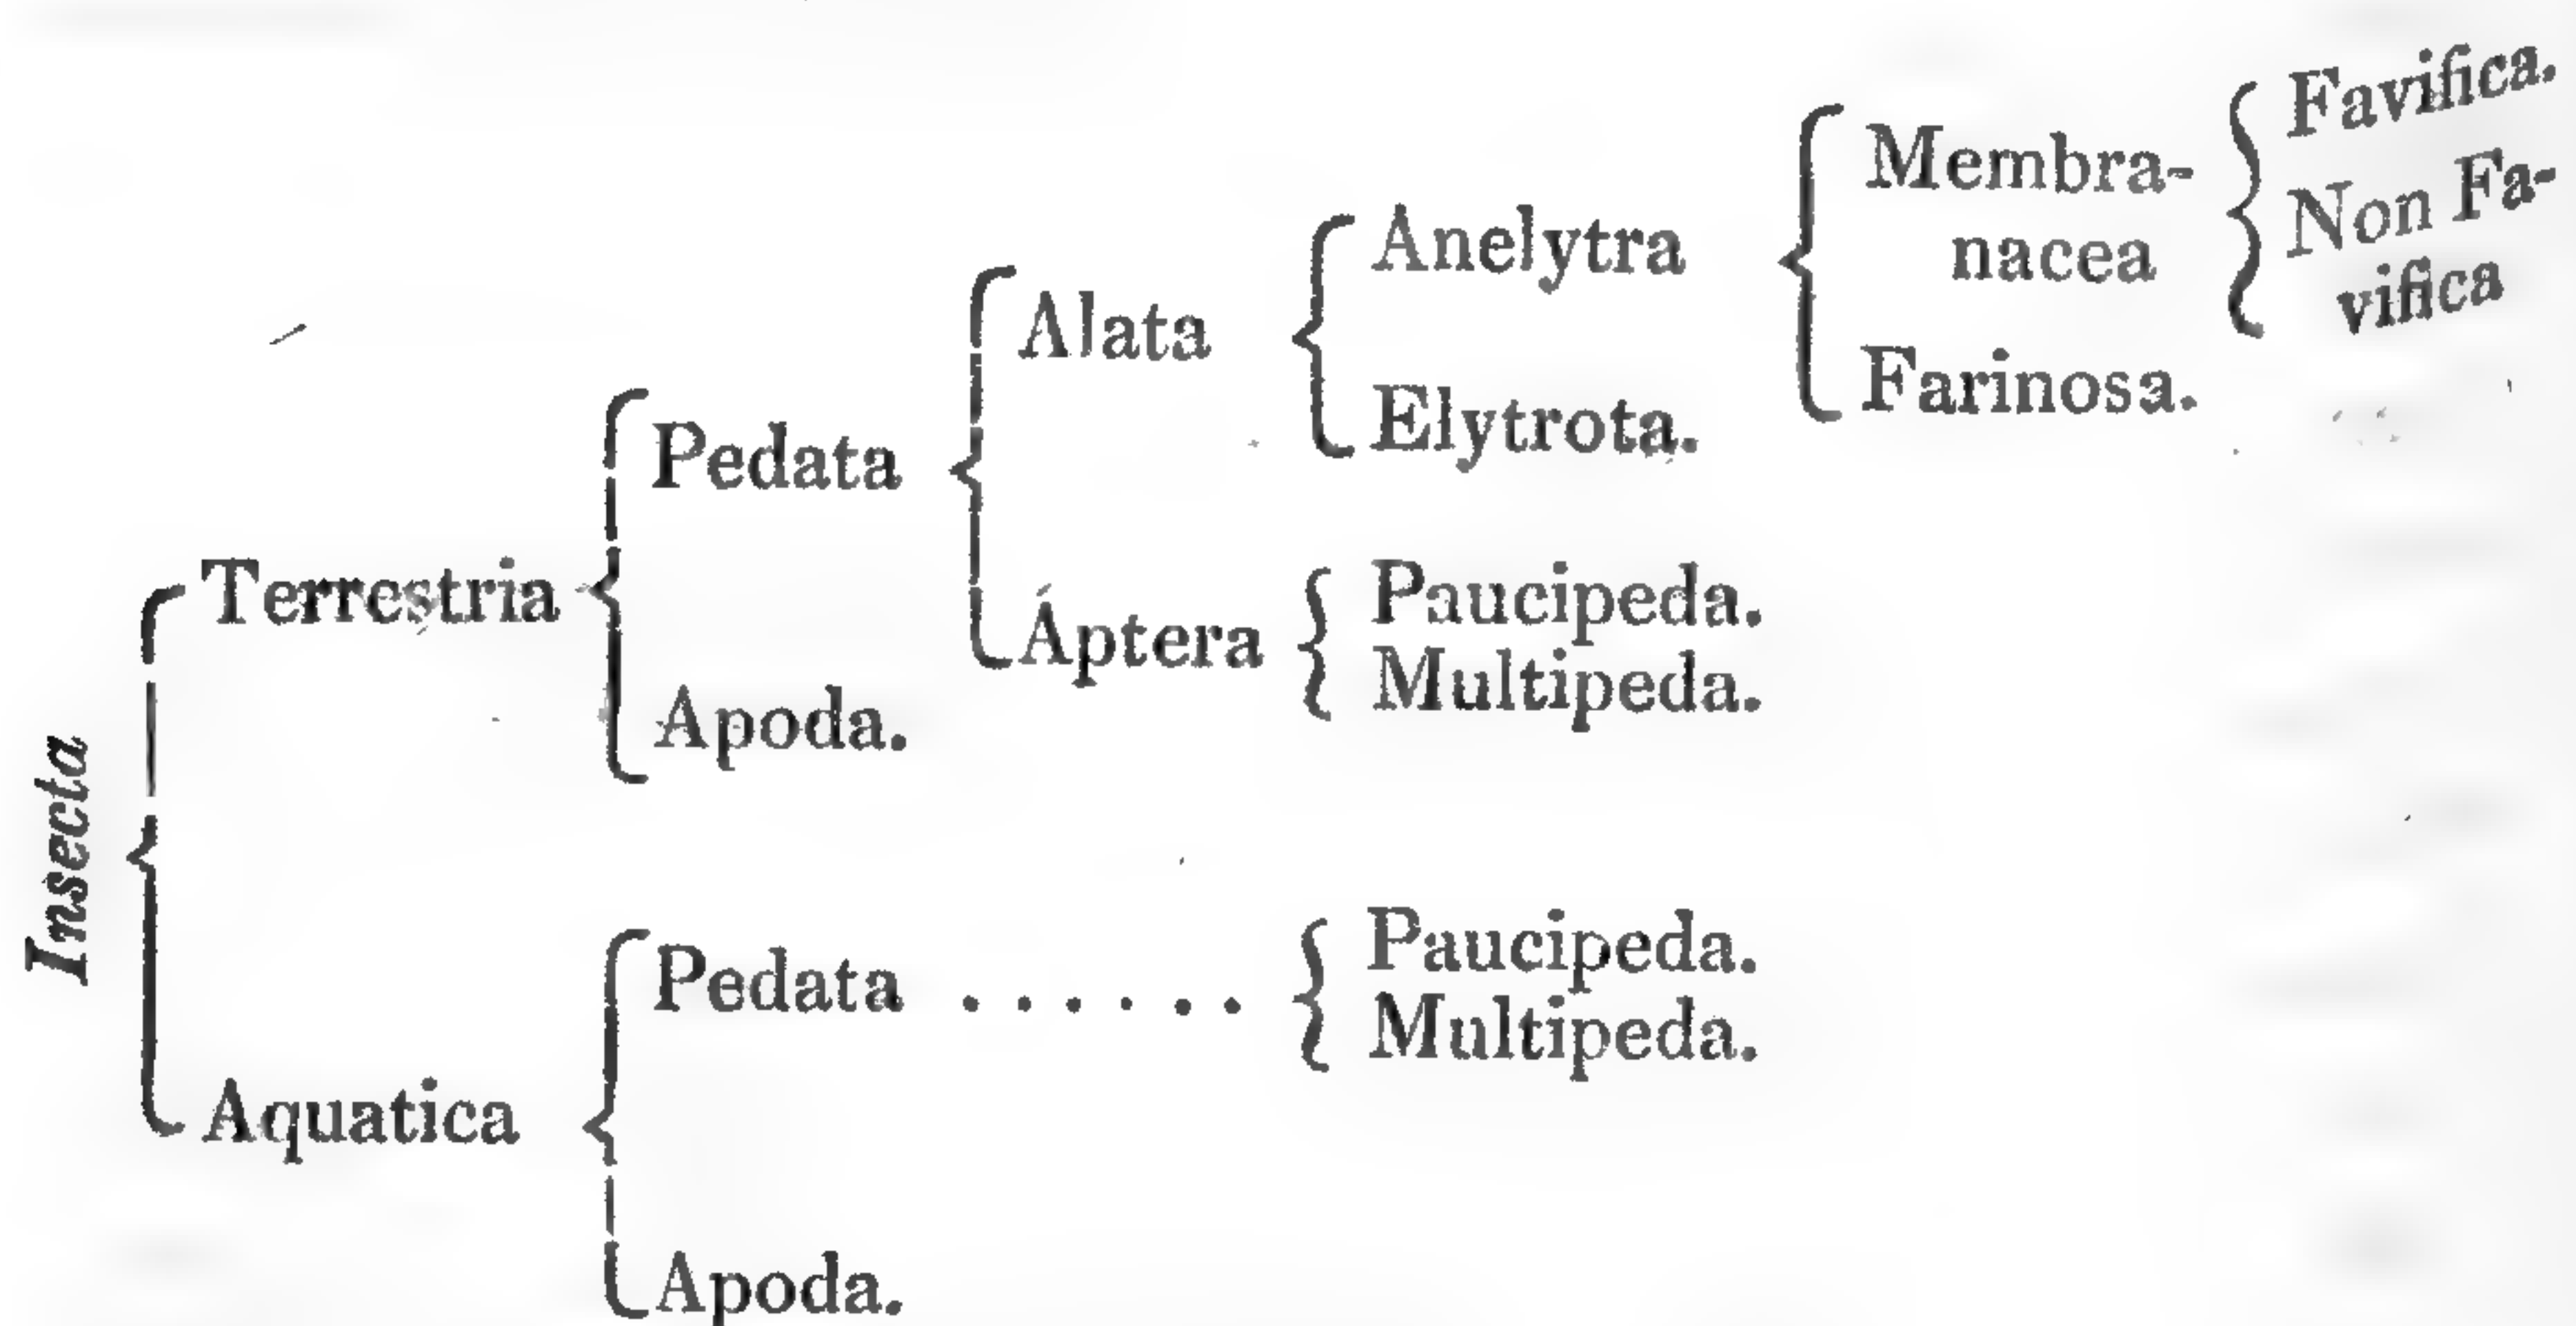 Favifica.
Membra-
Non Fa-
nacea
vifica
Anelytra
Alata
Farinosa.
Elytrota.
Pedata
Terrestria
Paucipeda.
Áptera
Multipeda.
Apoda.
Insecta
Pedata ......
Paucipeda.
Multipeda.
Aquatica
Apoda.